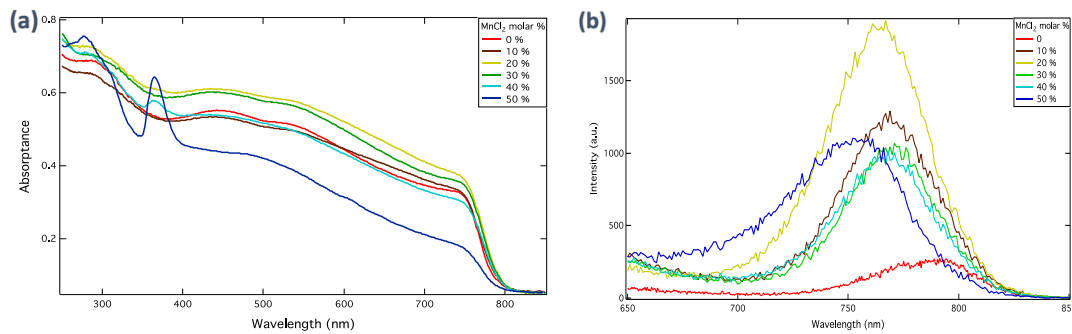 (a)
MnCl₂ molar %
0 %
10 %
20 %
30 %
40 %
50 %
0.8
0.6
0.4
0.2
Absorptance
300 400 500 600 700 800
Wavelength (nm)
(b)
MnCl₂ molar %
0
10 %
20 %
30 %
40 %
50 %
1500
1000
500
0
Intensity (a.u.)
650 700 750 800 850
Wavelength (nm)